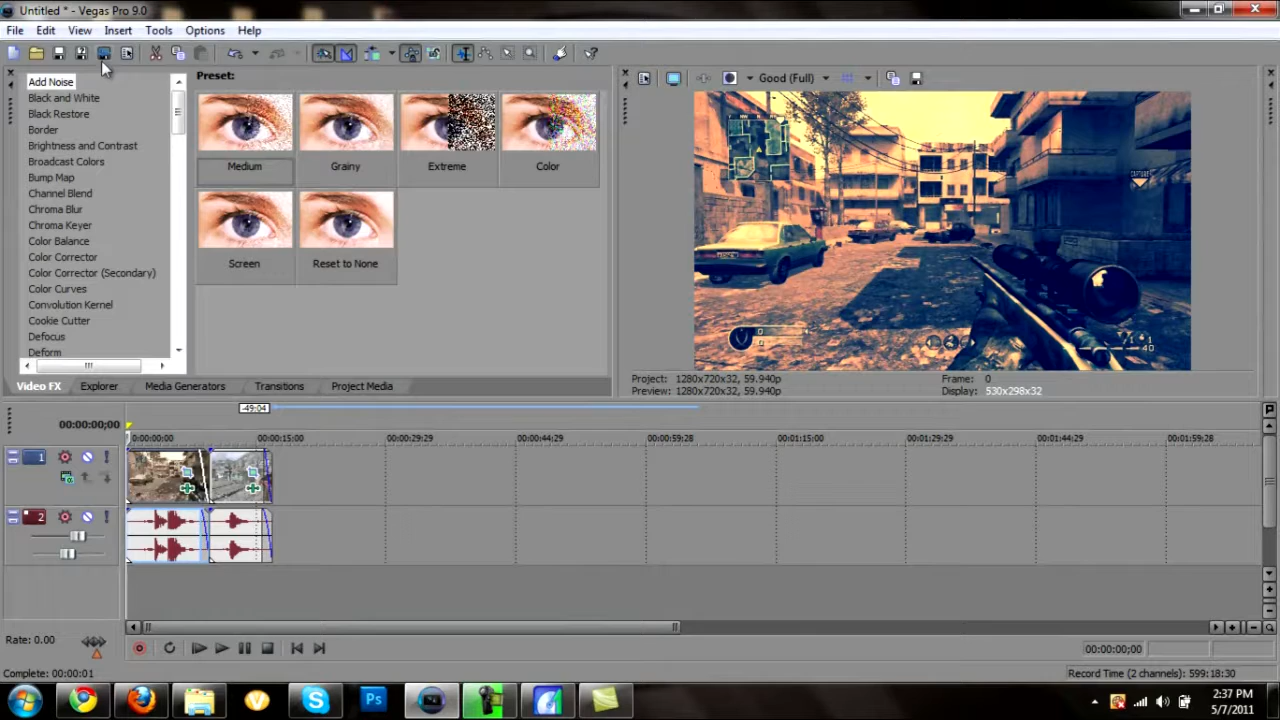 Untitled * - Vegas Pro 9.0
File Edit View Insert Tools Options Help
Add Noise
Black and White
Black Restore
Border
Brightness and Contrast
Broadcast Colors
Bump Map
Channel Blend
Chroma Blur
Chroma Keyer
Color Balance
Color Corrector
Color Corrector (Secondary)
Color Curves
Convolution Kernel
Cookie Cutter
Defocus
Deform
Preset:
Medium Grainy Extreme Color
Screen Reset to None
Good (Full)
CAPTURE
Video FX Explorer Media Generators Transitions Project Media
Project: 1280x720x32, 59.940p Frame: 0
Preview: 1280x720x32, 59.940p Display: 530x298x32
-49:04
00:00:00;00
0:00:00:00 00:00:15:00 00:00:29:29 00:00:44:29 00:00:59:28 00:01:15:00 00:01:29:29 00:01:44:29 00:01:59:28
1
2
Rate: 0.00
00:00:00;00
Complete: 00:00:01 Record Time (2 channels): 599:18:30
Ps
2:37 PM
5/7/2011